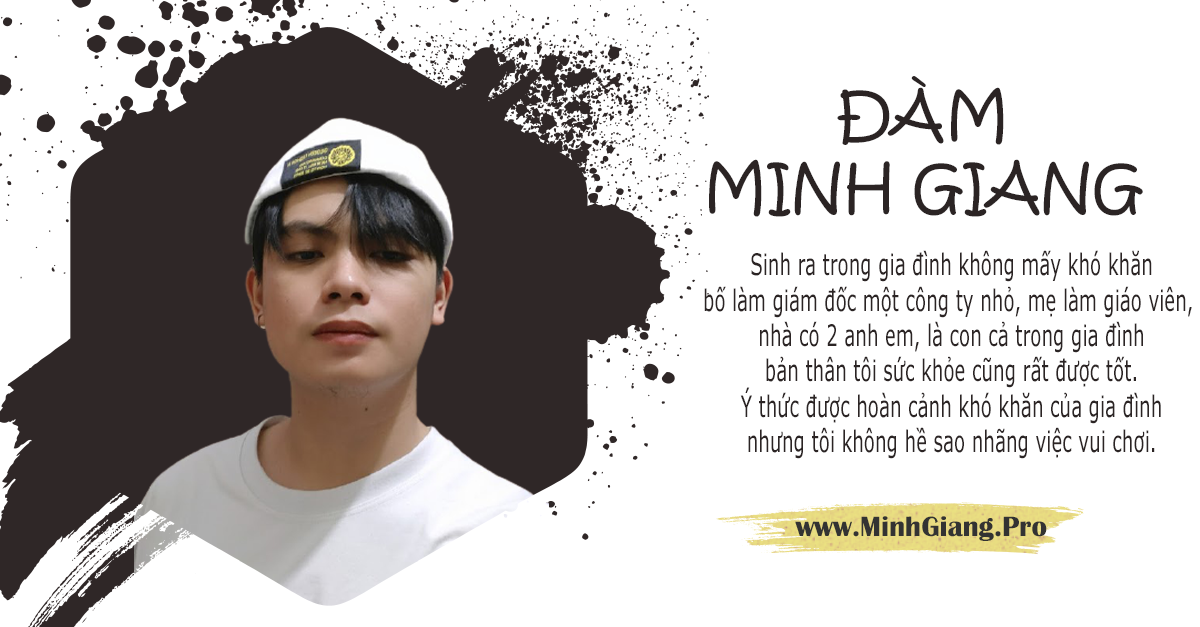 ĐÀM
MINH GIANG
Sinh ra trong gia đình không mấy khó khăn
bố làm giám đốc một công ty nhỏ, mẹ làm giáo viên,
nhà có 2 anh em, là con cả trong gia đình
bản thân tôi sức khỏe cũng rất được tốt.
Ý thức được hoàn cảnh khó khăn của gia đình
nhưng tôi không hề sao nhãng việc vui chơi.
www.MinhGiang.Pro